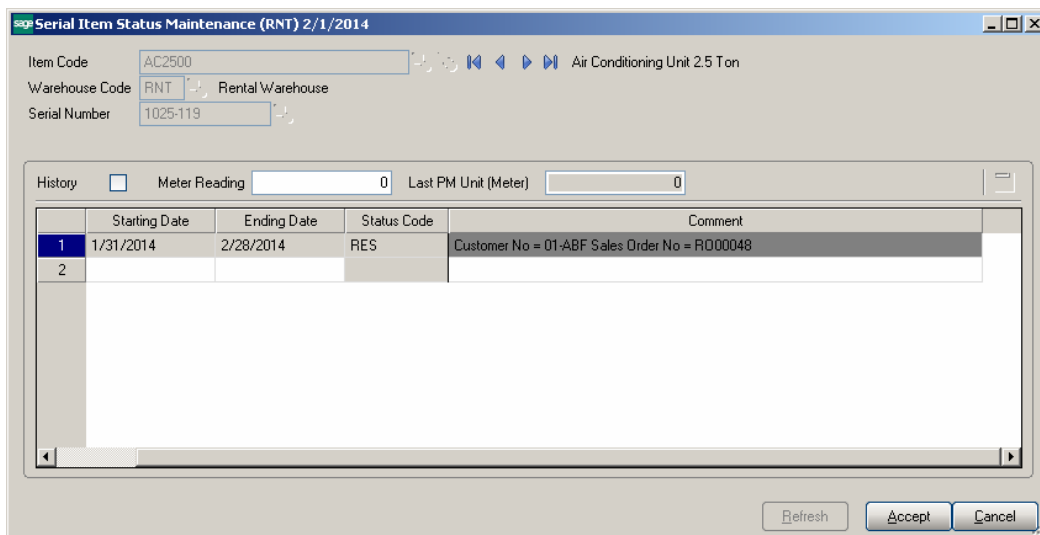 sage Serial Item Status Maintenance (RNT) 2/1/2014
Item Code AC2500 Air Conditioning Unit 2.5 Ton
Warehouse Code RNT Rental Warehouse
Serial Number 1025-119
History Meter Reading 0 Last PM Unit (Meter) 0
Starting Date Ending Date Status Code Comment
1 1/31/2014 2/28/2014 RES Customer No = 01-ABF Sales Order No = RO00048
2
Refresh Accept Cancel